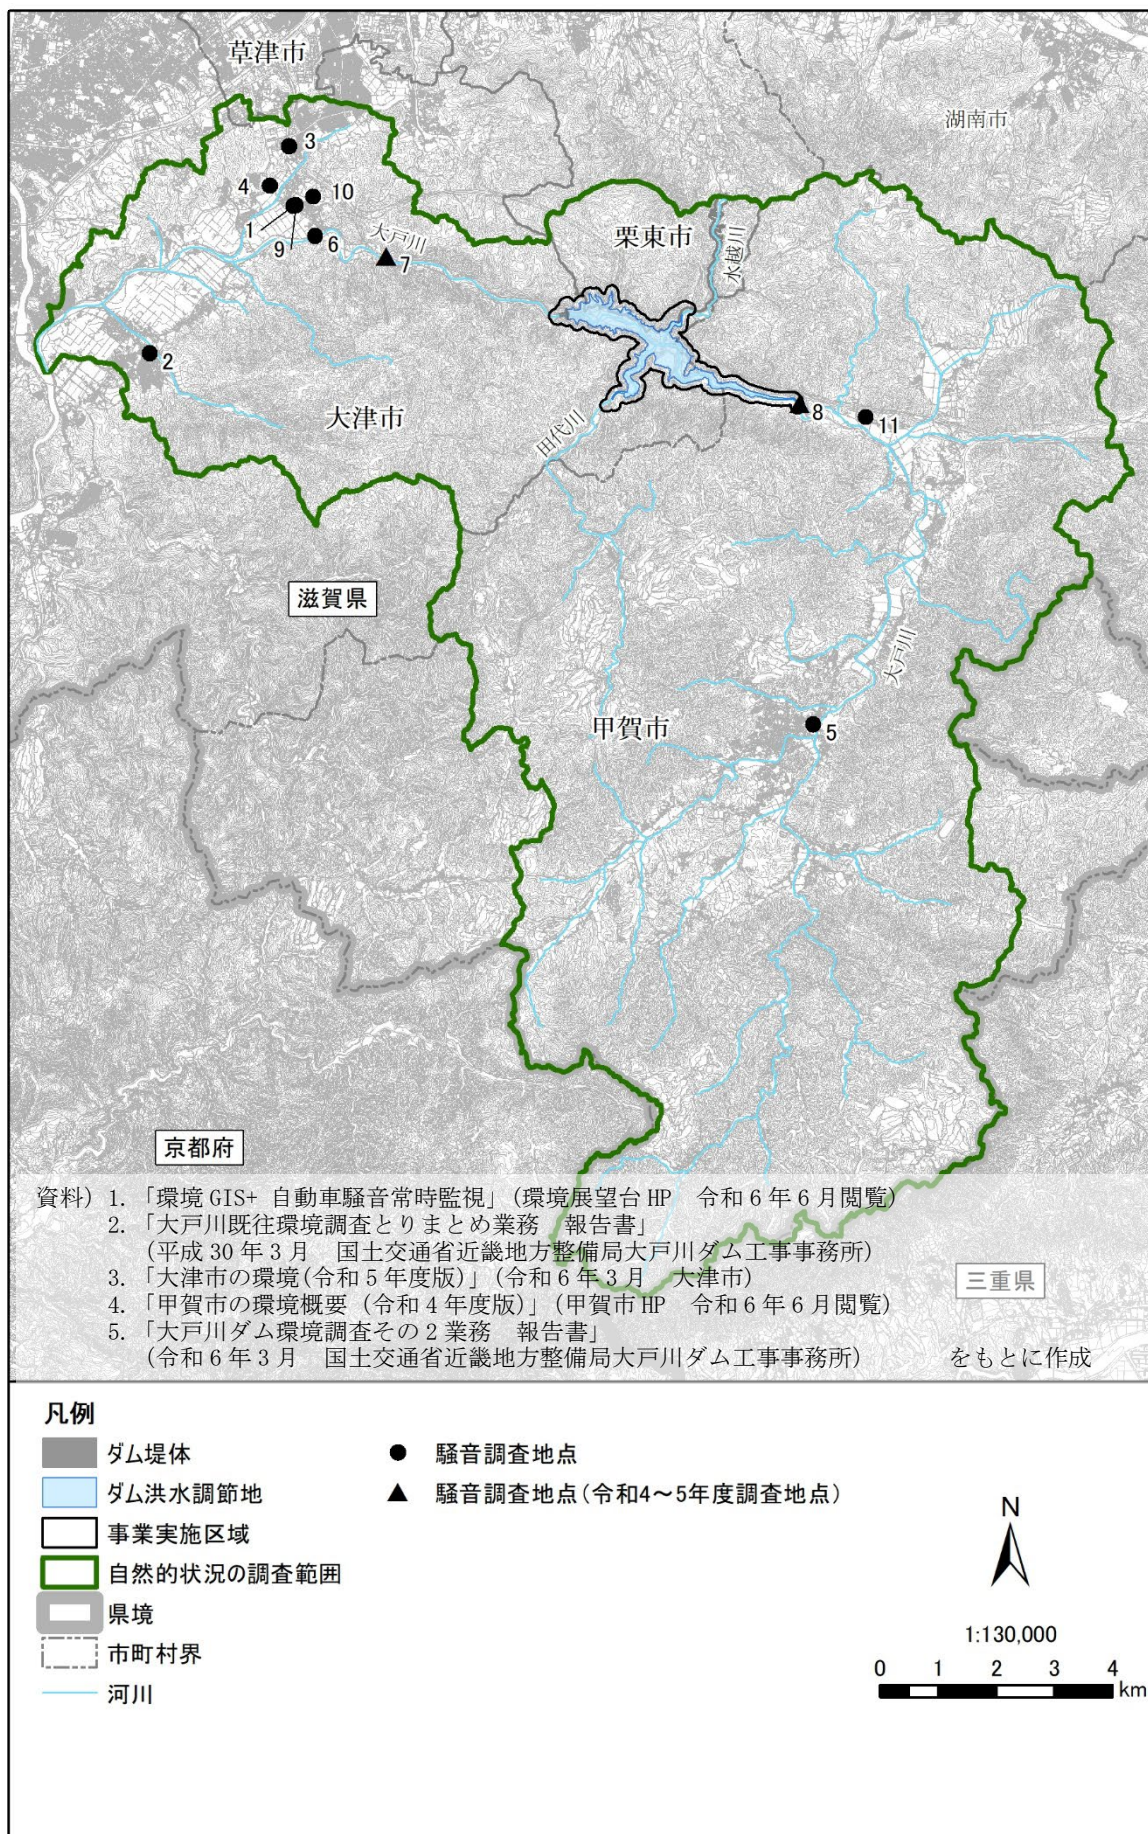 草津市
湖南市
3
4
10
1
9
6
大戸川
7
栗東市
水越川
2
大津市
田代川
8
11
滋賀県
大戸川
甲賀市
5
京都府
資料) 1. 「環境 GIS+ 自動車騒音常時監視」(環境展望台 HP 令和 6 年 6 月閲覧)
2. 「大戸川既往環境調査とりまとめ業務 報告書」
(平成 30 年 3 月 国土交通省近畿地方整備局大戸川ダム工事事務所)
3. 「大津市の環境(令和 5 年度版)」(令和 6 年 3 月 大津市)
三重県
4. 「甲賀市の環境概要 (令和 4 年度版)」(甲賀市 HP 令和 6 年 6 月閲覧)
5. 「大戸川ダム環境調査その 2 業務 報告書」
(令和 6 年 3 月 国土交通省近畿地方整備局大戸川ダム工事事務所) をもとに作成
凡例
ダム堤体
ダム洪水調節地
事業実施区域
自然的状況の調査範囲
県境
市町村界
河川
騒音調査地点
騒音調査地点(令和4～5年度調査地点)
N
1:130,000
0 1 2 3 4
km